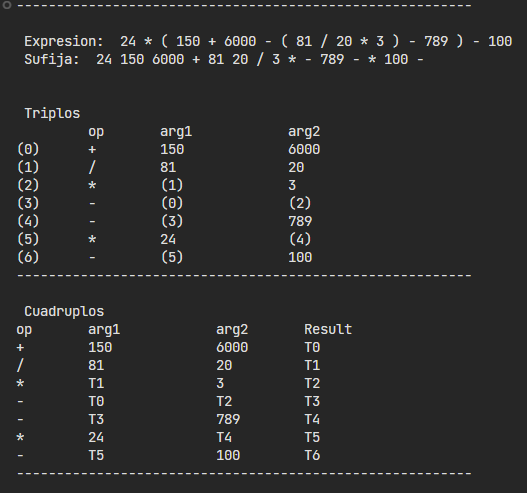 ------------------------------------------------------------
Expresion:  24 * ( 150 + 6000 - ( 81 / 20 * 3 ) - 789 ) - 100
Sufija:  24 150 6000 + 81 20 / 3 * - 789 - * 100 -
Triplos
op arg1 arg2
(0) + 150 6000
(1) / 81 20
(2) * (1) 3
(3) - (0) (2)
(4) - (3) 789
(5) * 24 (4)
(6) - (5) 100
------------------------------------------------------------
Cuadruplos
op arg1 arg2 Result
+ 150 6000 T0
/ 81 20 T1
* T1 3 T2
- T0 T2 T3
- T3 789 T4
* 24 T4 T5
- T5 100 T6
------------------------------------------------------------